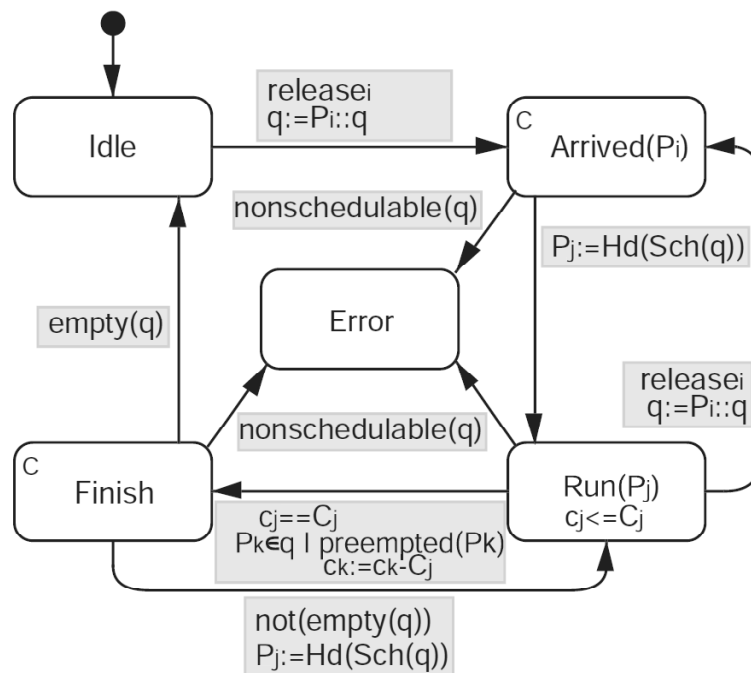 releasei
q:=Pi::q
Idle
C
Arrived(Pi)
nonschedulable(q)
Pj:=Hd(Sch(q))
Error
empty(q)
releasei
q:=Pi::q
nonschedulable(q)
C
Finish
Run(Pj)
cj<=Cj
cj==Cj
Pk∈q | preempted(Pk)
ck:=ck-Cj
not(empty(q))
Pj:=Hd(Sch(q))